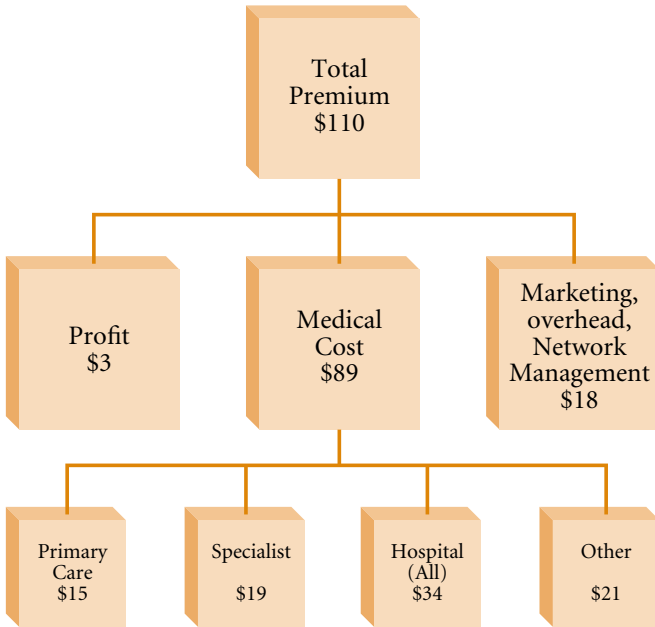 Total
Premium
$110
Profit
$3
Medical
Cost
$89
Marketing,
overhead,
Network
Management
$18
Primary
Care
$15
Specialist
$19
Hospital
(All)
$34
Other
$21